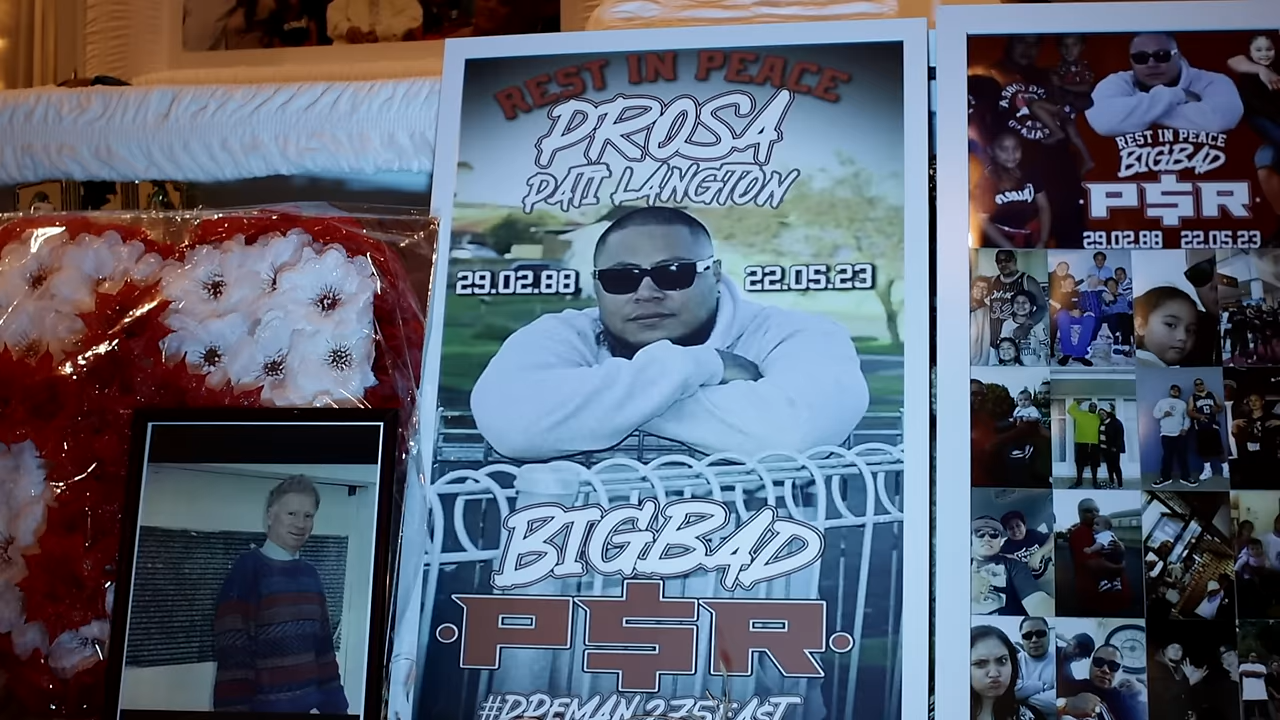 REST IN PEACE
PROSA
PATI LANGTON
29.02.88
22.05.23
BIGBAD
P$R
REST IN PEACE
BIGBAD
P$R
29.02.88 22.05.23